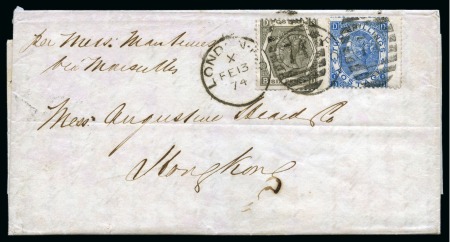 per Mess. Maritimes
via Marseilles
LONDON
X
FE 13
74
Mess. Augustine Heard & Co
Hongkong